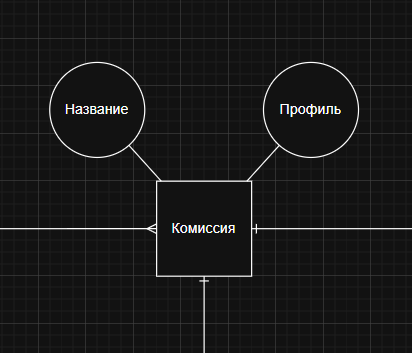 Название
Профиль
Комиссия